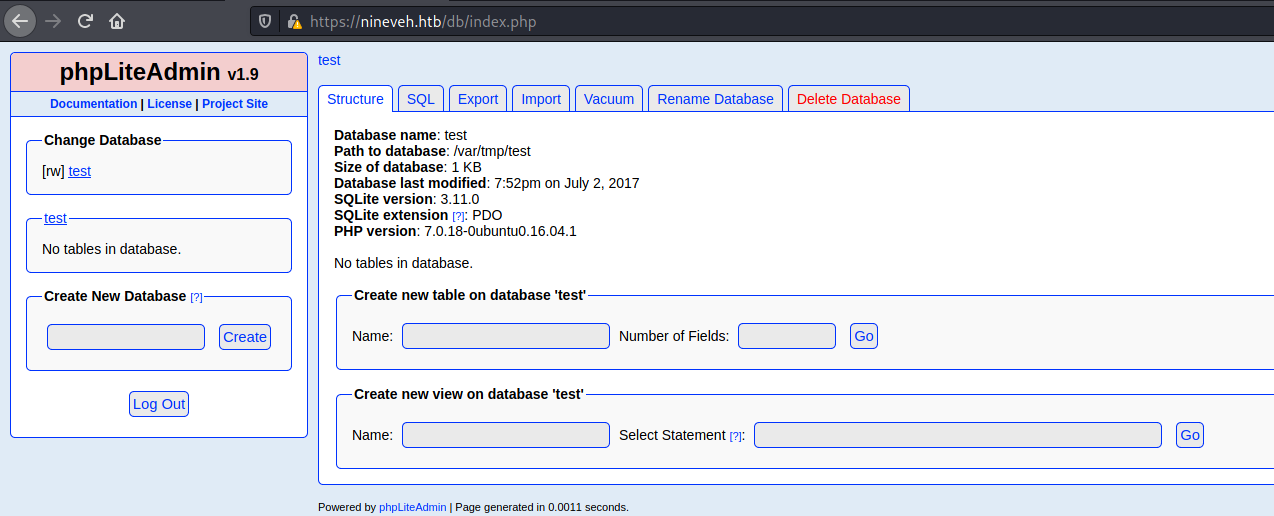 https://nineveh.htb/db/index.php
phpLiteAdmin v1.9
Documentation | License | Project Site
Change Database
[rw] test
test
No tables in database.
Create New Database [?]
Create
Log Out
test
Structure SQL Export Import Vacuum Rename Database Delete Database
Database name: test
Path to database: /var/tmp/test
Size of database: 1 KB
Database last modified: 7:52pm on July 2, 2017
SQLite version: 3.11.0
SQLite extension [?]: PDO
PHP version: 7.0.18-0ubuntu0.16.04.1
No tables in database.
Create new table on database 'test'
Name: Number of Fields: Go
Create new view on database 'test'
Name: Select Statement [?]: Go
Powered by phpLiteAdmin | Page generated in 0.0011 seconds.